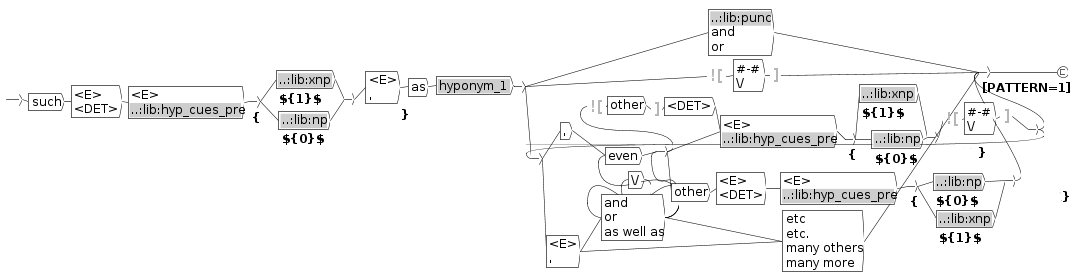 such
<E>
<DET>
<E>
..:lib:hyp_cues_pre
{
..:lib:xnp
${1}$
..:lib:np
${0}$
<E>
,
}
as
hyponym_1
..:lib:punc
and
or
![
#-#
\/
]
[PATTERN=1]
![
other
]
<DET>
<E>
..:lib:hyp_cues_pre
{
..:lib:xnp
${1}$
..:lib:np
${0}$
![
#-#
\/
]
}
,
even
\/
other
<E>
<DET>
<E>
..:lib:hyp_cues_pre
{
..:lib:np
${0}$
..:lib:xnp
${1}$
}
and
or
as well as
<E>
,
etc
etc.
many others
many more